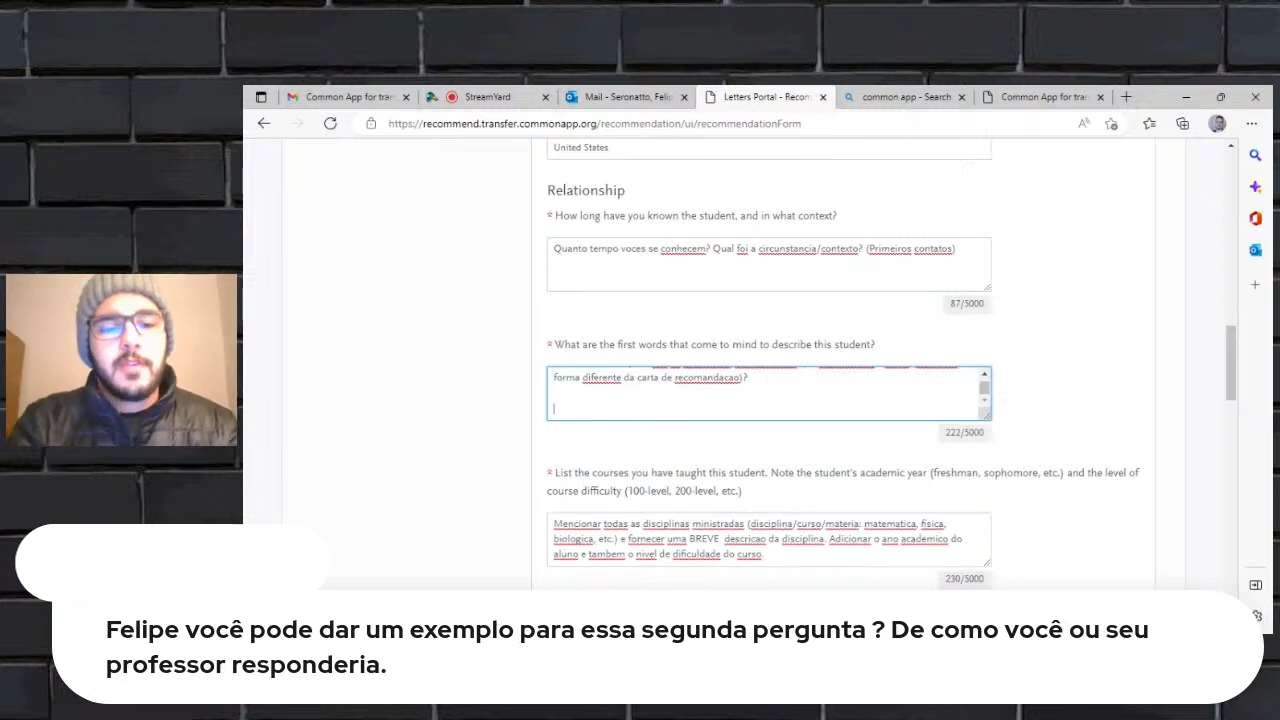 Common App for tran
StreamYard
Mail - Seronatto, Felip
Letters Portal - Recom
common app - Search
Common App for tran
https://recommend.transfer.commonapp.org/recommendation/ui/recommendationForm
United States
Relationship
* How long have you known the student, and in what context?
Quanto tempo voces se conhecem? Qual foi a circunstancia/contexto? (Primeiros contatos)
87/5000
* What are the first words that come to mind to describe this student?
forma diferente da carta de recomandacao)?
222/5000
* List the courses you have taught this student. Note the student's academic year (freshman, sophomore, etc.) and the level of
course difficulty (100-level, 200-level, etc.)
Mencionar todas as disciplinas ministradas (disciplina/curso/materia: matematica, fisica,
biologica, etc.) e fornecer uma BREVE descricao da disciplina. Adicionar o ano academico do
aluno e tambem o nivel de dificuldade do curso.
230/5000
Felipe você pode dar um exemplo para essa segunda pergunta ? De como você ou seu
professor responderia.